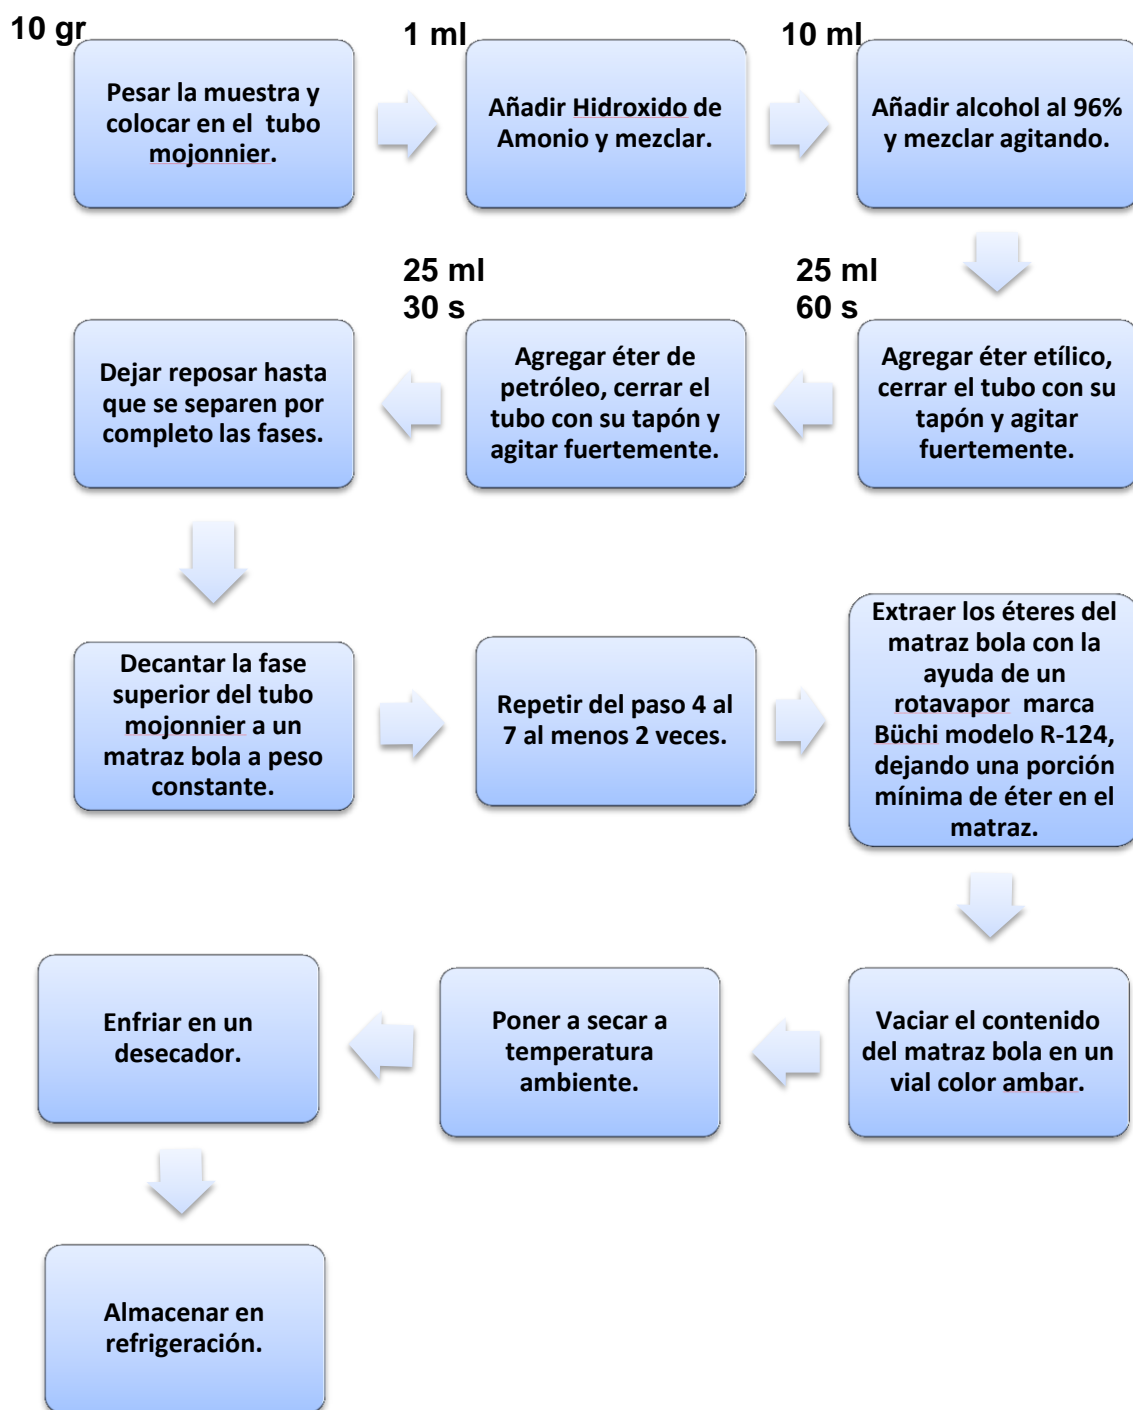 10 gr
Pesar la muestra y
colocar en el tubo
mojonnier.
1 ml
Añadir Hidroxido de
Amonio y mezclar.
10 ml
Añadir alcohol al 96%
y mezclar agitando.
25 ml
60 s
Agregar éter etílico,
cerrar el tubo con su
tapón y agitar
fuertemente.
25 ml
30 s
Agregar éter de
petróleo, cerrar el
tubo con su tapón y
agitar fuertemente.
Dejar reposar hasta
que se separen por
completo las fases.
Decantar la fase
superior del tubo
mojonnier a un
matraz bola a peso
constante.
Repetir del paso 4 al
7 al menos 2 veces.
Extraer los éteres del
matraz bola con la
ayuda de un
rotavapor marca
Büchi modelo R-124,
dejando una porción
mínima de éter en el
matraz.
Vaciar el contenido
del matraz bola en un
vial color ambar.
Poner a secar a
temperatura
ambiente.
Enfriar en un
desecador.
Almacenar en
refrigeración.